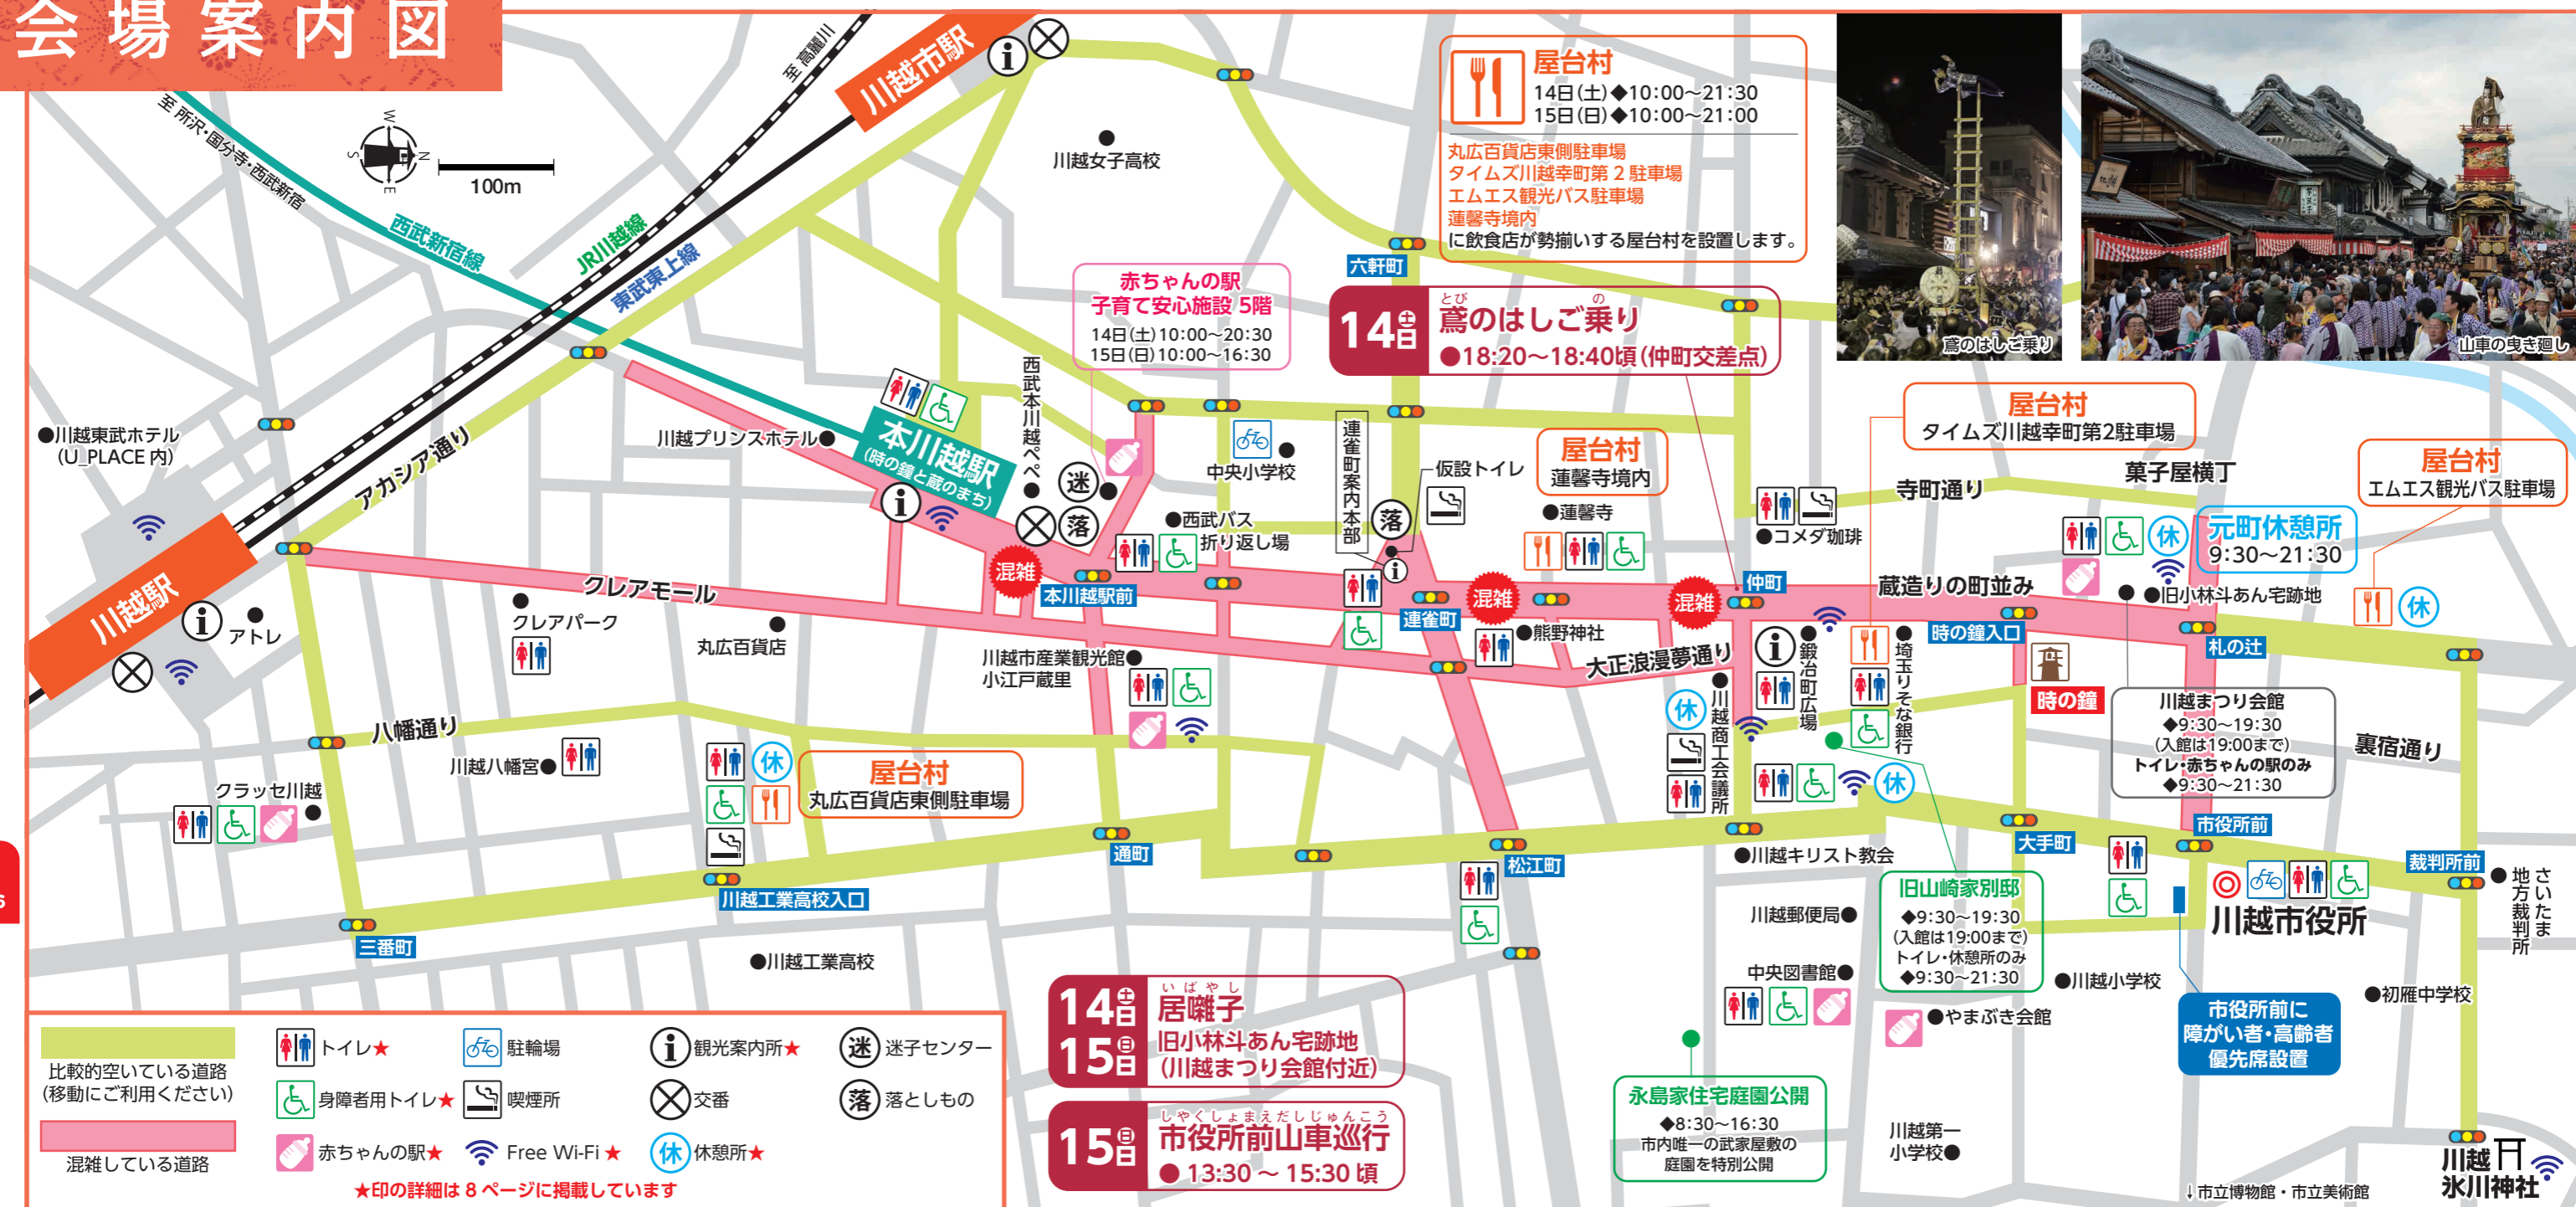 会場案内図
至 所沢・国分寺・西武新宿
至 高麗川
W
S
N
E
100m
西武新宿線
JR川越線
東武東上線
川越市駅
i
川越女子高校
屋台村
14日(土)◆10:00～21:30
15日(日)◆10:00～21:00
丸広百貨店東側駐車場
タイムズ川越幸町第2駐車場
エムエス観光バス駐車場
蓮馨寺境内
に飲食店が勢揃いする屋台村を設置します。
鳶のはしご乗り
山車の曳き廻し
赤ちゃんの駅
子育て安心施設 5階
14日(土)10:00～20:30
15日(日)10:00～16:30
六軒町
14土日
とび の
鳶のはしご乗り
●18:20～18:40頃(仲町交差点)
●川越東武ホテル
(U_PLACE 内)
アカシア通り
川越プリンスホテル●
本川越駅
(時の鐘と蔵のまち)
i
西武本川越ペペ●
迷
落
混雑
本川越駅前
●西武バス
折り返し場
中央小学校
連雀町案内本部
落
i
仮設トイレ
連雀町
混雑
屋台村
蓮馨寺境内
●蓮馨寺
混雑
仲町
●コメダ珈琲
屋台村
タイムズ川越幸町第2駐車場
寺町通り
菓子屋横丁
蔵造りの町並み
休
元町休憩所
9:30～21:30
●旧小林斗あん宅跡地
屋台村
エムエス観光バス駐車場
休
川越駅
i
アトレ
クレアモール
クレアパーク
丸広百貨店
川越市産業観光館●
小江戸蔵里
●熊野神社
大正浪漫夢通り
休
●川越商工会議所
i
●鍛冶町広場
●埼玉りそな銀行
時の鐘入口
時の鐘
札の辻
川越まつり会館
◆9:30～19:30
(入館は19:00まで)
トイレ・赤ちゃんの駅のみ
◆9:30～21:30
裏宿通り
八幡通り
川越八幡宮●
クラッセ川越
休
屋台村
丸広百貨店東側駐車場
休
三番町
川越工業高校入口
通町
松江町
●川越工業高校
●川越キリスト教会
大手町
市役所前
裁判所前
川越郵便局●
中央図書館●
旧山崎家別邸
◆9:30～19:30
(入館は19:00まで)
トイレ・休憩所のみ
◆9:30～21:30
●川越小学校
●やまぶき会館
川越市役所
●さいたま
地方裁判所
●初雁中学校
市役所前に
障がい者・高齢者
優先席設置
永島家住宅庭園公開
◆8:30～16:30
市内唯一の武家屋敷の
庭園を特別公開
川越第一
小学校●
↓市立博物館・市立美術館
川越
氷川神社
14土日
15日日
いばやし
居囃子
旧小林斗あん宅跡地
(川越まつり会館付近)
15日日
しやくしょまえだしじゅんこう
市役所前山車巡行
● 13:30 ～ 15:30 頃
比較的空いている道路
(移動にご利用ください)
混雑している道路
トイレ★
駐輪場
i 観光案内所★
迷 迷子センター
身障者用トイレ★
喫煙所
交番
落 落としもの
赤ちゃんの駅★
Free Wi-Fi ★
休 休憩所★
★印の詳細は 8 ページに掲載しています
6